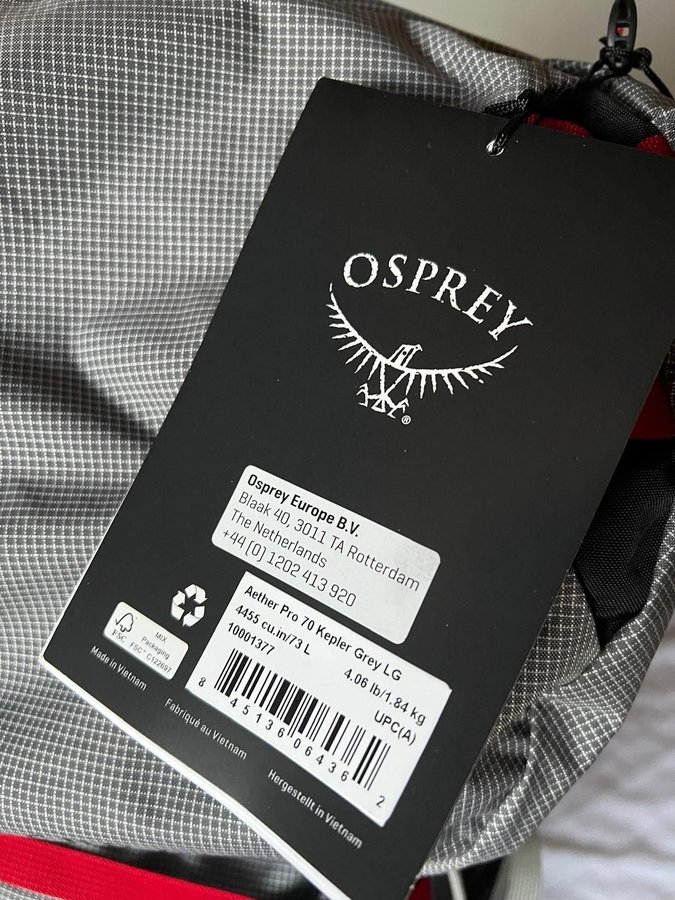 OSPREY
®
Osprey Europe B.V.
Blaak 40, 3011 TA Rotterdam
The Netherlands
+44 [0] 1202 413 920
Aether Pro 70 Kepler Grey LG
4455 cu.in/73 L 4.06 lb/1.84 kg
10001377 UPC(A)
8 45136 06436 2
FSC MIX
Packaging
FSC™ C122697
Made in Vietnam
Fabriqué au Vietnam
Hergestellt in Vietnam